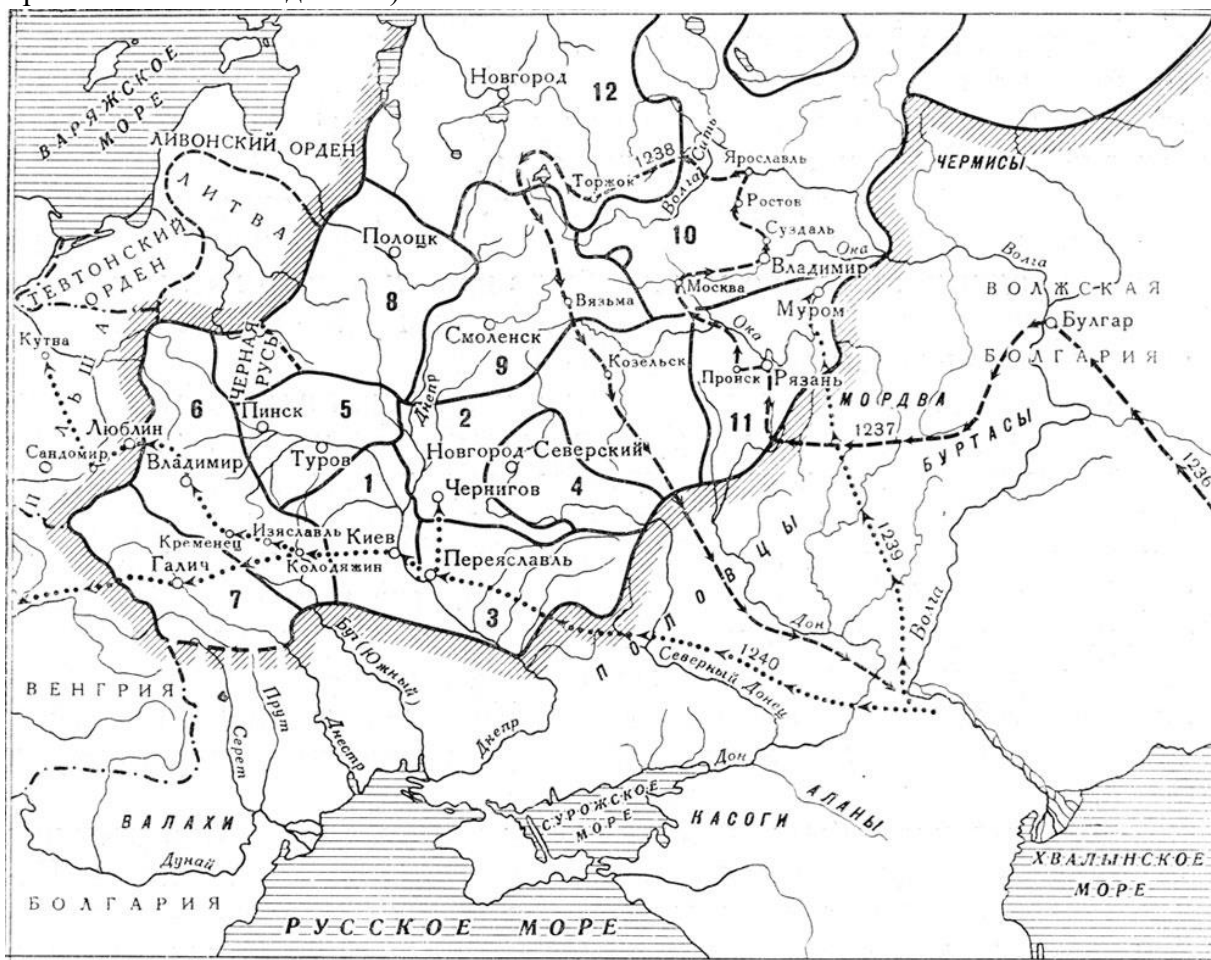 ВАРЯЖСКОЕ
МОРЕ
Новгород
12
ЛИВОНСКИЙ ОРДЕН
ЛИТВА
ТЕВТОНСКИЙ
ОРДЕН
1238
Сить
Ярославль
Торжок
Волга
Ростов
ЧЕРМИСЫ
Полоцк
10
Суздаль
Ока
Владимир
Волга
8
Вязьма
Москва
Муром
ВОЛЖСКАЯ
Булгар
БОЛГАРИЯ
Смоленск
Ока
Кутва
ЧЕРНАЯ
РУСЬ
9
Козельск
Пронск
Рязань
Днепр
МОРДВА
6
Пинск
5
2
11
1237
БУРТАСЫ
ПОЛЬША
Люблин
Сандомир
Владимир
Туров
Новгород Северский
1
Чернигов
4
1236
Изяславль
Киев
Кременец
Колодяжин
Переяславль
ПОЛОВЦЫ
1239
Галич
7
3
Дон
Волга
Буг (Южный)
1240
Северный Донец
ВЕНГРИЯ
Прут
Серет
Днестр
Днепр
Дон
СУРОЖСКОЕ
МОРЕ
КАСОГИ
АЛАНЫ
ВАЛАХИ
Дунай
ХВАЛЫНСКОЕ
МОРЕ
БОЛГАРИЯ
РУССКОЕ МОРЕ